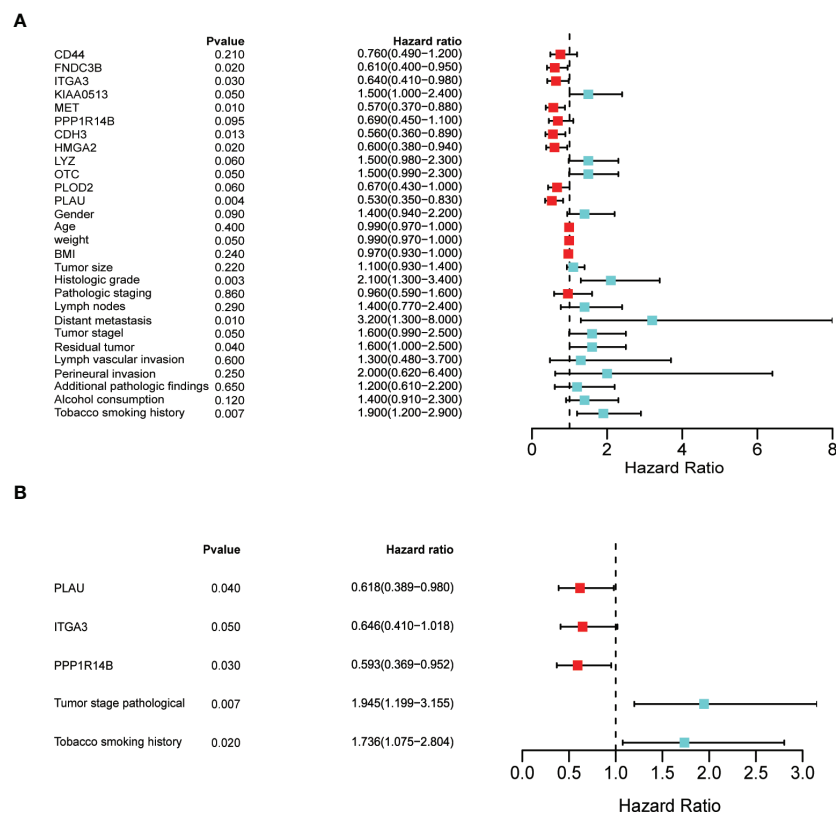 A
Pvalue Hazard ratio
CD44 0.210 0.760(0.490−1.200)
FNDC3B 0.020 0.610(0.400−0.950)
ITGA3 0.030 0.640(0.410−0.980)
KIAA0513 0.050 1.500(1.000−2.400)
MET 0.010 0.570(0.370−0.880)
PPP1R14B 0.095 0.690(0.450−1.100)
CDH3 0.013 0.560(0.360−0.890)
HMGA2 0.020 0.600(0.380−0.940)
LYZ 0.060 1.500(0.980−2.300)
OTC 0.050 1.500(0.990−2.300)
PLOD2 0.060 0.670(0.430−1.000)
PLAU 0.004 0.530(0.350−0.830)
Gender 0.090 1.400(0.940−2.200)
Age 0.400 0.990(0.970−1.000)
weight 0.050 0.990(0.970−1.000)
BMI 0.240 0.970(0.930−1.000)
Tumor size 0.220 1.100(0.930−1.400)
Histologic grade 0.003 2.100(1.300−3.400)
Pathologic staging 0.860 0.960(0.590−1.600)
Lymph nodes 0.290 1.400(0.770−2.400)
Distant metastasis 0.010 3.200(1.300−8.000)
Tumor stagel 0.050 1.600(0.990−2.500)
Residual tumor 0.040 1.600(1.000−2.500)
Lymph vascular invasion 0.600 1.300(0.480−3.700)
Perineural invasion 0.250 2.000(0.620−6.400)
Additional pathologic findings 0.650 1.200(0.610−2.200)
Alcohol consumption 0.120 1.400(0.910−2.300)
Tobacco smoking history 0.007 1.900(1.200−2.900)
0 2 4 6 8
Hazard Ratio
B
Pvalue Hazard ratio
PLAU 0.040 0.618(0.389−0.980)
ITGA3 0.050 0.646(0.410−1.018)
PPP1R14B 0.030 0.593(0.369−0.952)
Tumor stage pathological 0.007 1.945(1.199−3.155)
Tobacco smoking history 0.020 1.736(1.075−2.804)
0.0 0.5 1.0 1.5 2.0 2.5 3.0
Hazard Ratio